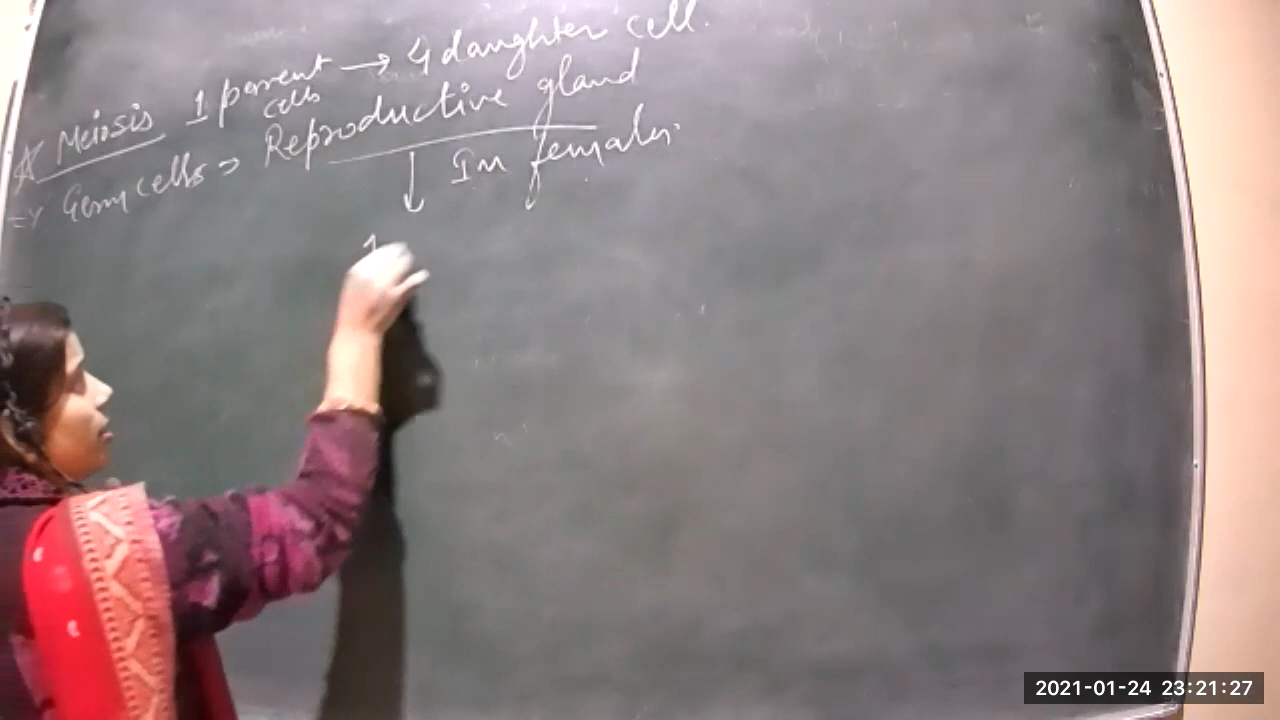 * Meiosis 1 parent → 4 daughter cell.
cells
=> Germ cells => Reproductive gland
↓ In females.
1
2021-01-24 23:21:27